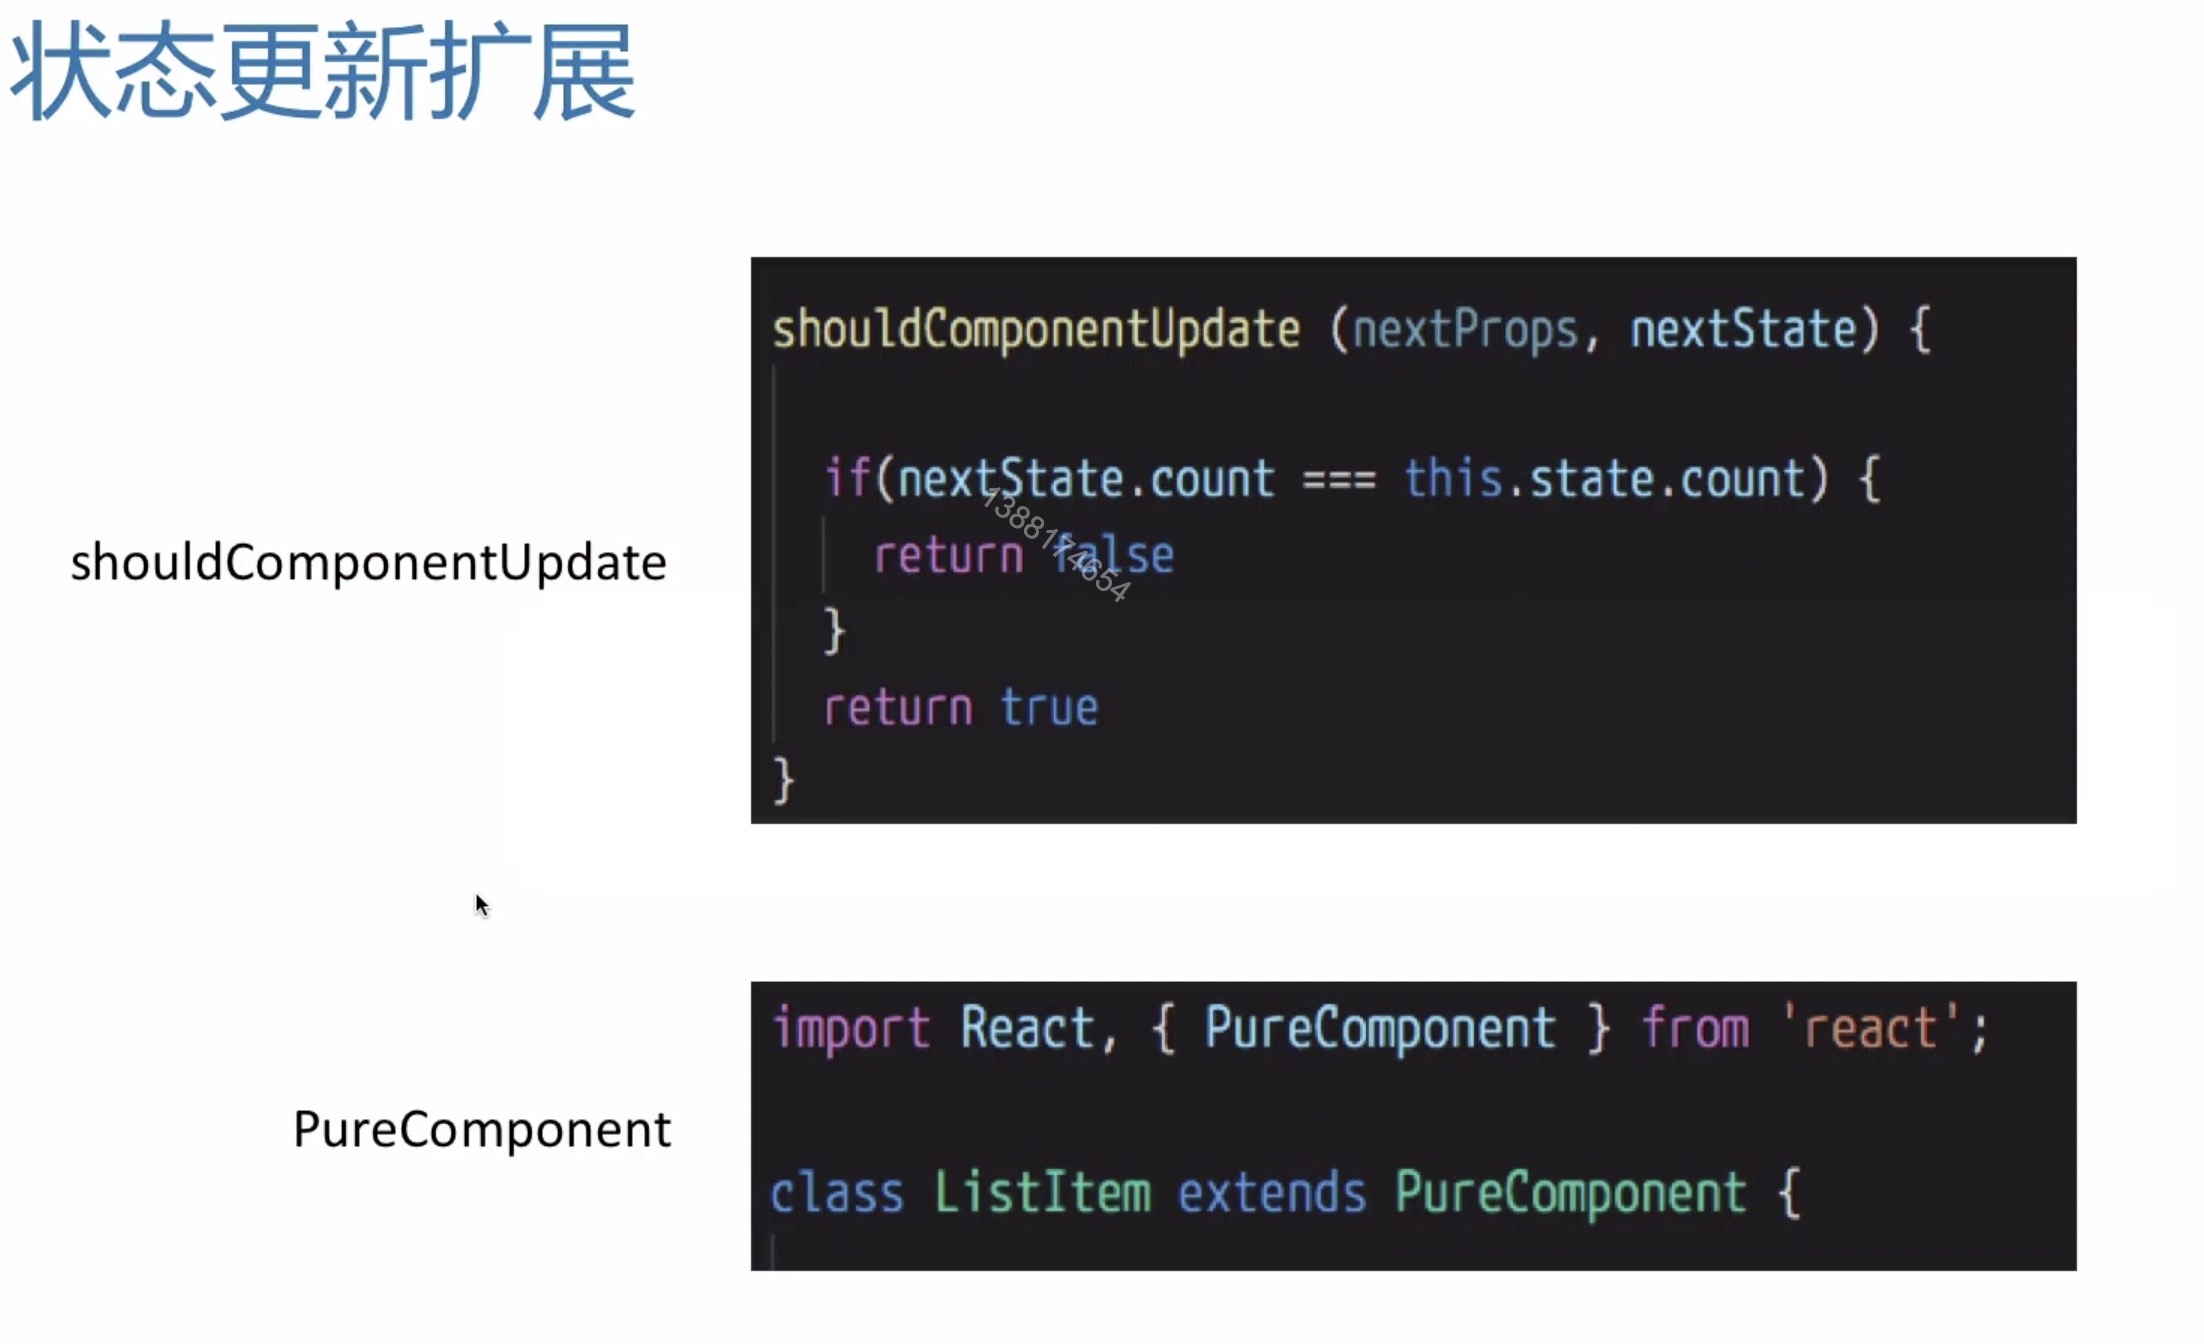 状态更新扩展
shouldComponentUpdate
shouldComponentUpdate (nextProps, nextState) {
if(nextState.count === this.state.count) {
return false
}
return true
}
13881174654
PureComponent
import React, { PureComponent } from 'react';
class ListItem extends PureComponent {